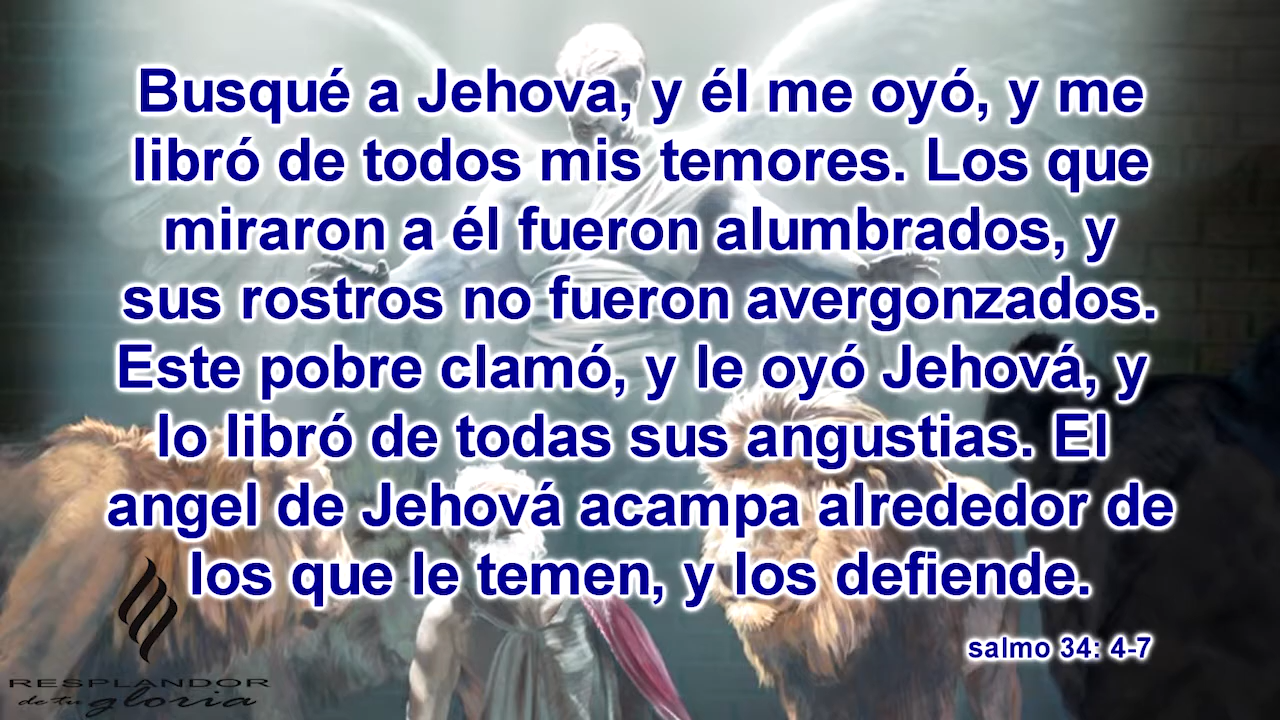 Busqué a Jehova, y él me oyó, y me
libró de todos mis temores. Los que
miraron a él fueron alumbrados, y
sus rostros no fueron avergonzados.
Este pobre clamó, y le oyó Jehová, y
lo libró de todas sus angustias. El
angel de Jehová acampa alrededor de
los que le temen, y los defiende.
salmo 34: 4-7
RESPLANDOR
de tu gloria